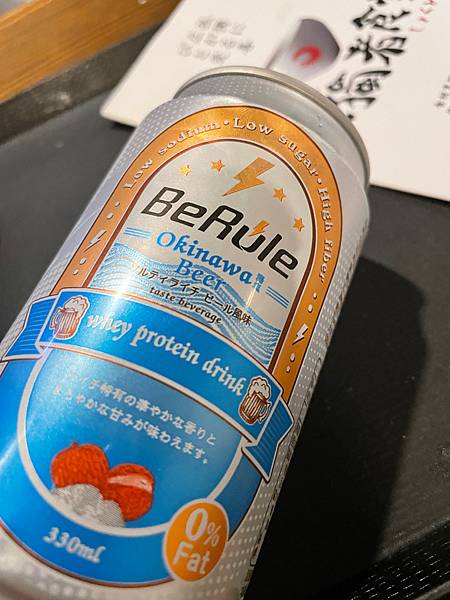 Low sodium • Low sugar • High fiber
BeRule
Okinawa
Beer
ソルティライチ・ビール風味
taste beverage
whey protein drink
ライチ特有の華やかな香りと
まろやかな甘みが味わえます。
330ml
0%
Fat